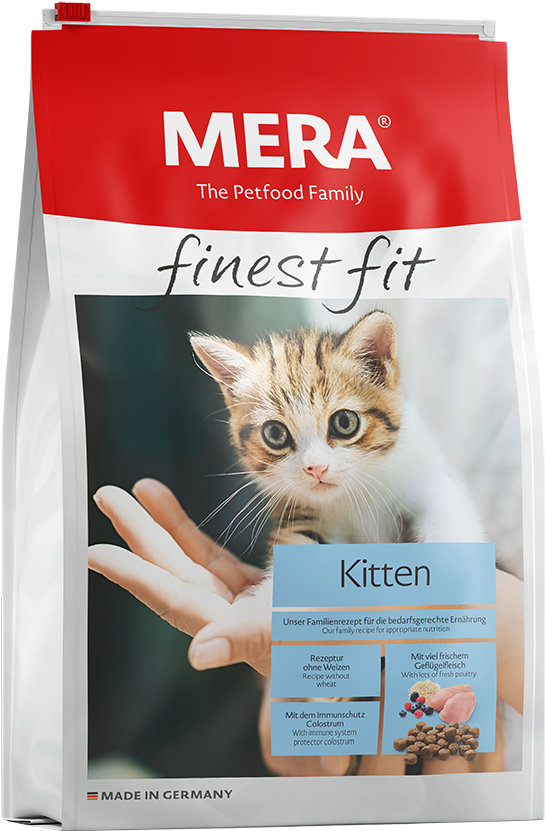 MERA®
The Petfood Family
finest fit
Kitten
Unser Familienrezept für die bedarfsgerechte Ernährung
Our family recipe for appropriate nutrition
Rezeptur
ohne Weizen
Recipe without
wheat
Mit viel frischem
Geflügelfleisch
With lots of fresh poultry
Mit dem Immunschutz
Colostrum
With immune system
protector colostrum
MADE IN GERMANY